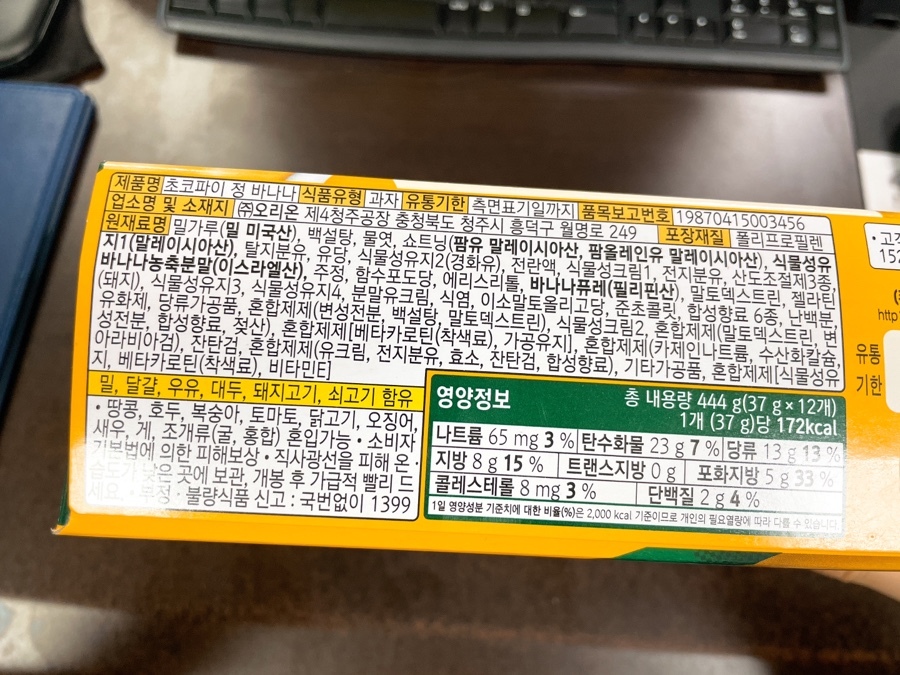 제품명 초코파이 정 바나나 식품유형 과자 유통기한 측면표기일까지 품목보고번호 19870415003456
업소명 및 소재지 ㈜오리온 제4청주공장 충청북도 청주시 흥덕구 월명로 249 포장재질 폴리프로필렌
원재료명 밀가루(밀 미국산), 백설탕, 물엿, 쇼트닝(팜유 말레이시아산, 팜올레인유 말레이시아산), 식물성유
지1(말레이시아산), 탈지분유, 유당, 식물성유지2(경화유), 전란액, 식물성크림1, 전지분유, 산도조절제3종,
바나나농축분말(이스라엘산), 주정, 함수포도당, 에리스리톨, 바나나퓨레(필리핀산), 말토덱스트린, 젤라틴
(돼지), 식물성유지3, 식물성유지4, 분말유크림, 식염, 이소말토올리고당, 준초콜릿, 합성향료 6종, 난백분,
유화제, 당류가공품, 혼합제제(변성전분, 백설탕, 말토덱스트린), 식물성크림2, 혼합제제(말토덱스트린, 변
성전분, 합성향료, 젖산), 혼합제제[베타카로틴(착색료), 가공유지], 혼합제제(카제인나트륨, 수산화칼슘,
아라비아검), 잔탄검, 혼합제제(유크림, 전지분유, 효소, 잔탄검, 합성향료), 기타가공품, 혼합제제[식물성유
지, 베타카로틴(착색료), 비타민E]
밀, 달걀, 우유, 대두, 돼지고기, 쇠고기 함유
· 땅콩, 호두, 복숭아, 토마토, 닭고기, 오징어,
새우, 게, 조개류(굴, 홍합) 혼입가능 · 소비자
기본법에 의한 피해보상 · 직사광선을 피해 온 ·
습도가 낮은 곳에 보관, 개봉 후 가급적 빨리 드
세요. · 부정 · 불량식품 신고 : 국번없이 1399
영양정보 총 내용량 444 g(37 g × 12개)
1개 (37 g)당 172kcal
나트륨 65 mg 3 % 탄수화물 23 g 7 % 당류 13 g 13 %
지방 8 g 15 % 트랜스지방 0 g 포화지방 5 g 33 %
콜레스테롤 8 mg 3 % 단백질 2 g 4 %
1일 영양성분 기준치에 대한 비율(%)은 2,000 kcal 기준이므로 개인의 필요열량에 따라 다를 수 있습니다.
· 고객
152
http
유통
기한